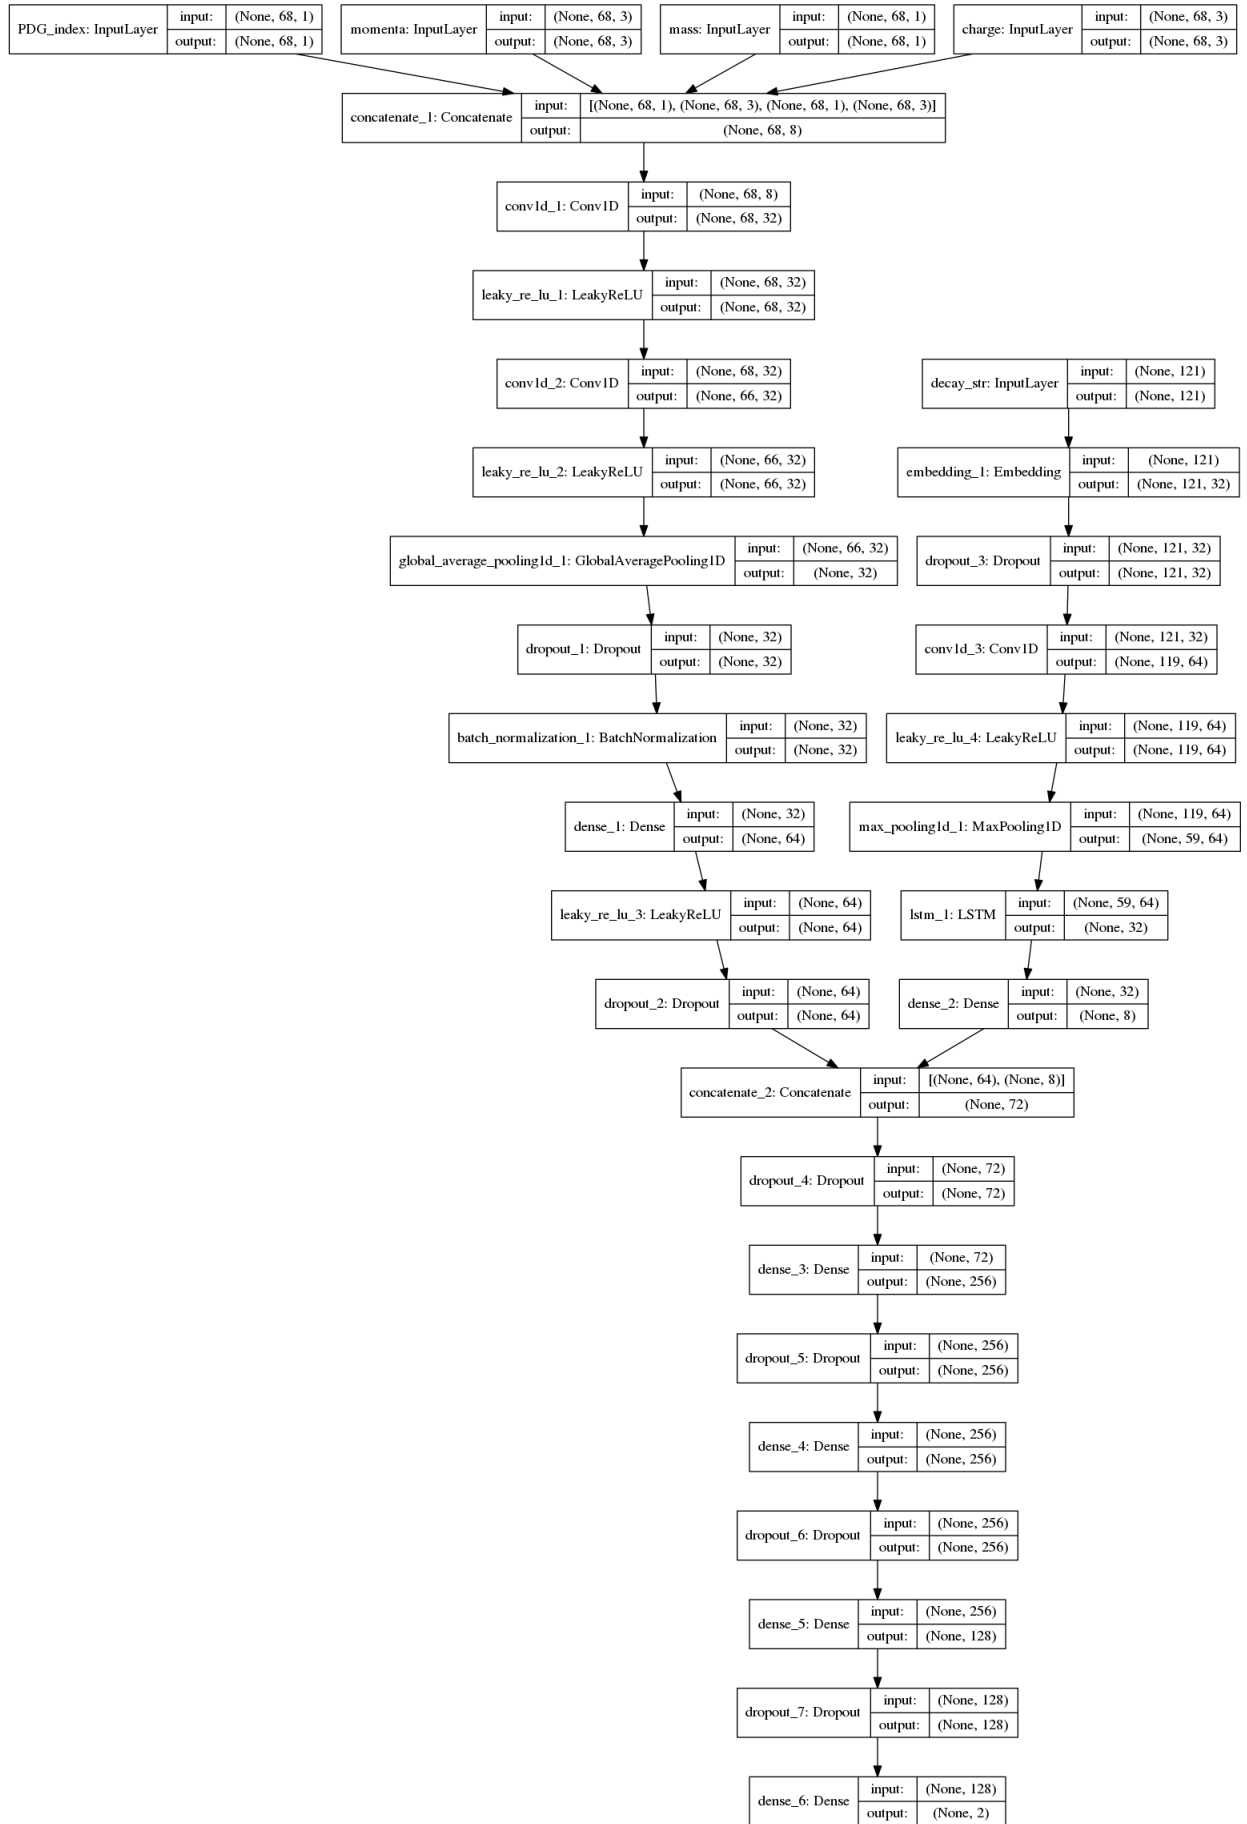 PDG_index: InputLayer input: (None, 68, 1) output: (None, 68, 1)
momenta: InputLayer input: (None, 68, 3) output: (None, 68, 3)
mass: InputLayer input: (None, 68, 1) output: (None, 68, 1)
charge: InputLayer input: (None, 68, 3) output: (None, 68, 3)
concatenate_1: Concatenate input: [(None, 68, 1), (None, 68, 3), (None, 68, 1), (None, 68, 3)] output: (None, 68, 8)
conv1d_1: Conv1D input: (None, 68, 8) output: (None, 68, 32)
leaky_re_lu_1: LeakyReLU input: (None, 68, 32) output: (None, 68, 32)
conv1d_2: Conv1D input: (None, 68, 32) output: (None, 66, 32)
decay_str: InputLayer input: (None, 121) output: (None, 121)
leaky_re_lu_2: LeakyReLU input: (None, 66, 32) output: (None, 66, 32)
embedding_1: Embedding input: (None, 121) output: (None, 121, 32)
global_average_pooling1d_1: GlobalAveragePooling1D input: (None, 66, 32) output: (None, 32)
dropout_3: Dropout input: (None, 121, 32) output: (None, 121, 32)
dropout_1: Dropout input: (None, 32) output: (None, 32)
conv1d_3: Conv1D input: (None, 121, 32) output: (None, 119, 64)
batch_normalization_1: BatchNormalization input: (None, 32) output: (None, 32)
leaky_re_lu_4: LeakyReLU input: (None, 119, 64) output: (None, 119, 64)
dense_1: Dense input: (None, 32) output: (None, 64)
max_pooling1d_1: MaxPooling1D input: (None, 119, 64) output: (None, 59, 64)
leaky_re_lu_3: LeakyReLU input: (None, 64) output: (None, 64)
lstm_1: LSTM input: (None, 59, 64) output: (None, 32)
dropout_2: Dropout input: (None, 64) output: (None, 64)
dense_2: Dense input: (None, 32) output: (None, 8)
concatenate_2: Concatenate input: [(None, 64), (None, 8)] output: (None, 72)
dropout_4: Dropout input: (None, 72) output: (None, 72)
dense_3: Dense input: (None, 72) output: (None, 256)
dropout_5: Dropout input: (None, 256) output: (None, 256)
dense_4: Dense input: (None, 256) output: (None, 256)
dropout_6: Dropout input: (None, 256) output: (None, 256)
dense_5: Dense input: (None, 256) output: (None, 128)
dropout_7: Dropout input: (None, 128) output: (None, 128)
dense_6: Dense input: (None, 128) output: (None, 2)